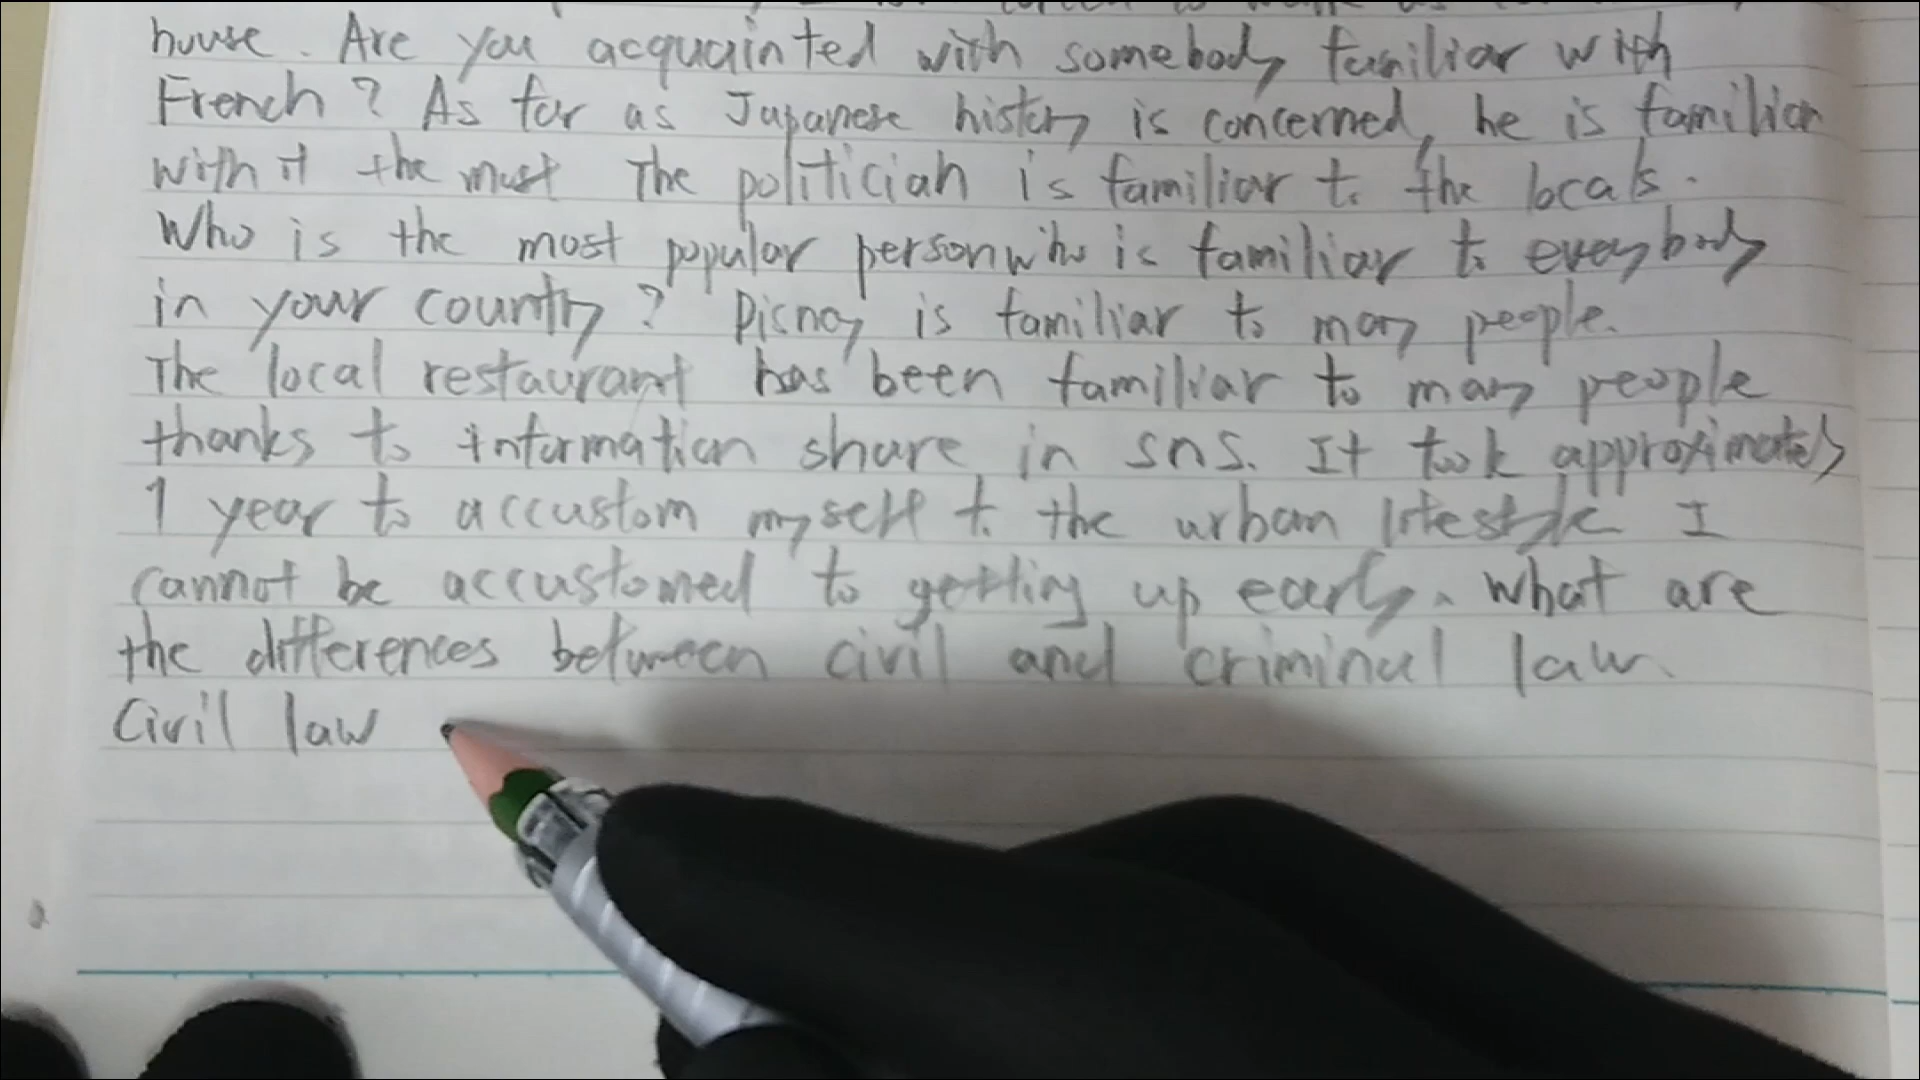 house. Are you acquainted with somebody familiar with
French? As far as Japanese history is concerned, he is familiar
with it the most The politician is familiar to the locals.
Who is the most popular person who is familiar to everybody
in your country? Disney is familiar to many people.
The local restaurant has been familiar to many people
thanks to information share in sns. It took approximately
1 year to accustom myself to the urban lifestyle I
cannot be accustomed to getting up early. What are
the differences between civil and criminal law.
Civil law